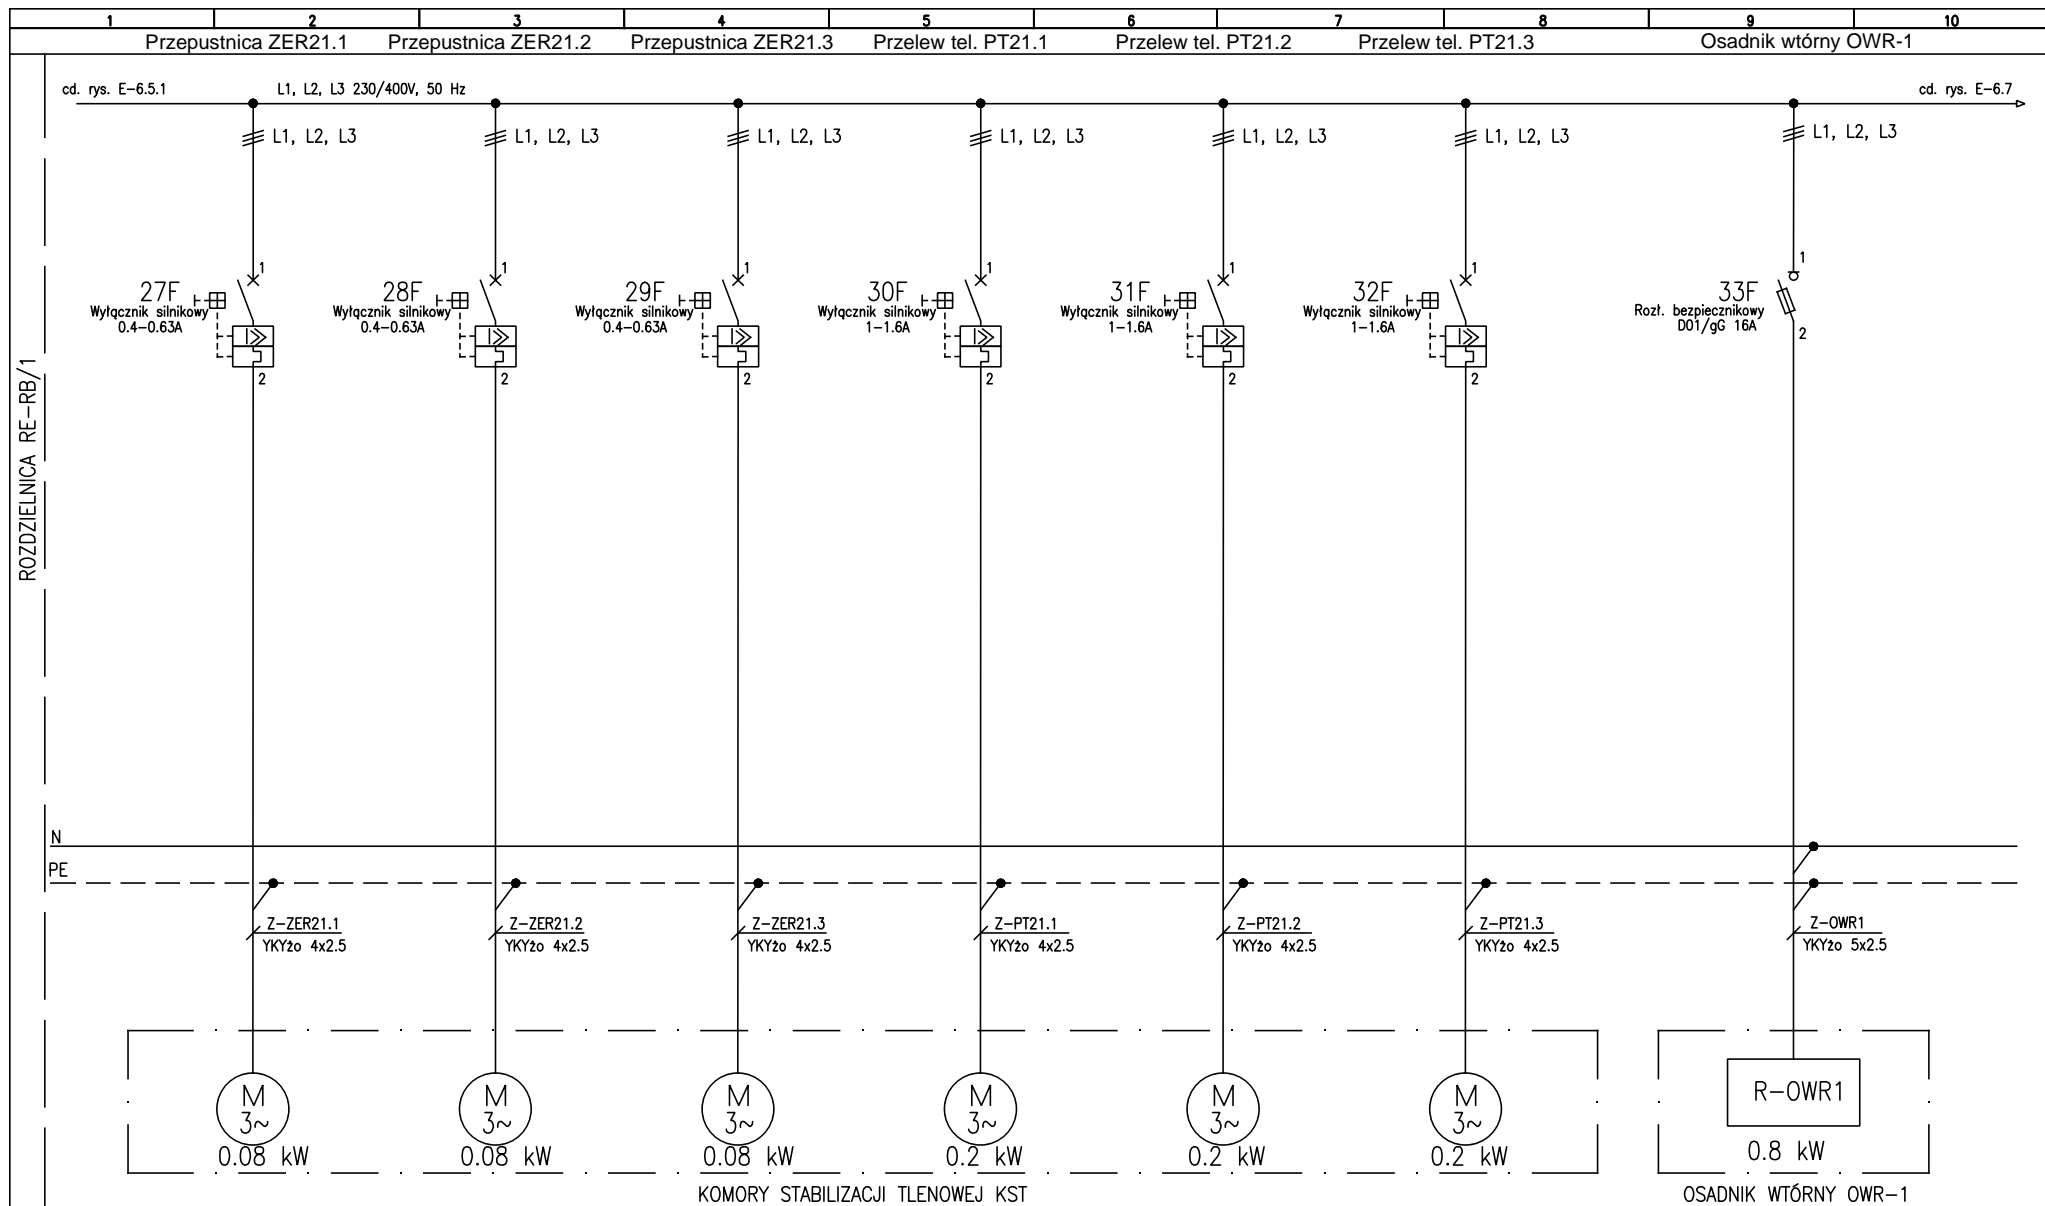 1 2 3 4 5 6 7 8 9 10
Przepustnica ZER21.1 Przepustnica ZER21.2 Przepustnica ZER21.3 Przelew tel. PT21.1 Przelew tel. PT21.2 Przelew tel. PT21.3 Osadnik wtórny OWR-1
cd. rys. E-6.5.1 L1, L2, L3 230/400V, 50 Hz cd. rys. E-6.7
L1, L2, L3 L1, L2, L3 L1, L2, L3 L1, L2, L3 L1, L2, L3 L1, L2, L3 L1, L2, L3
1 1 1 1 1 1 1
27F 28F 29F 30F 31F 32F 33F
Wyłącznik silnikowy Wyłącznik silnikowy Wyłącznik silnikowy Wyłącznik silnikowy Wyłącznik silnikowy Wyłącznik silnikowy Rozł. bezpiecznikowy
0.4-0.63A 0.4-0.63A 0.4-0.63A 1-1.6A 1-1.6A 1-1.6A D01/gG 16A
2 2 2 2 2 2 2
ROZDZIELNICA RE-RB/1
N
PE
Z-ZER21.1 Z-ZER21.2 Z-ZER21.3 Z-PT21.1 Z-PT21.2 Z-PT21.3 Z-OWR1
YKYżo 4x2.5 YKYżo 4x2.5 YKYżo 4x2.5 YKYżo 4x2.5 YKYżo 4x2.5 YKYżo 4x2.5 YKYżo 5x2.5
M M M M M M R-OWR1
3~ 3~ 3~ 3~ 3~ 3~
0.08 kW 0.08 kW 0.08 kW 0.2 kW 0.2 kW 0.2 kW 0.8 kW
KOMORY STABILIZACJI TLENOWEJ KST OSADNIK WTÓRNY OWR-1